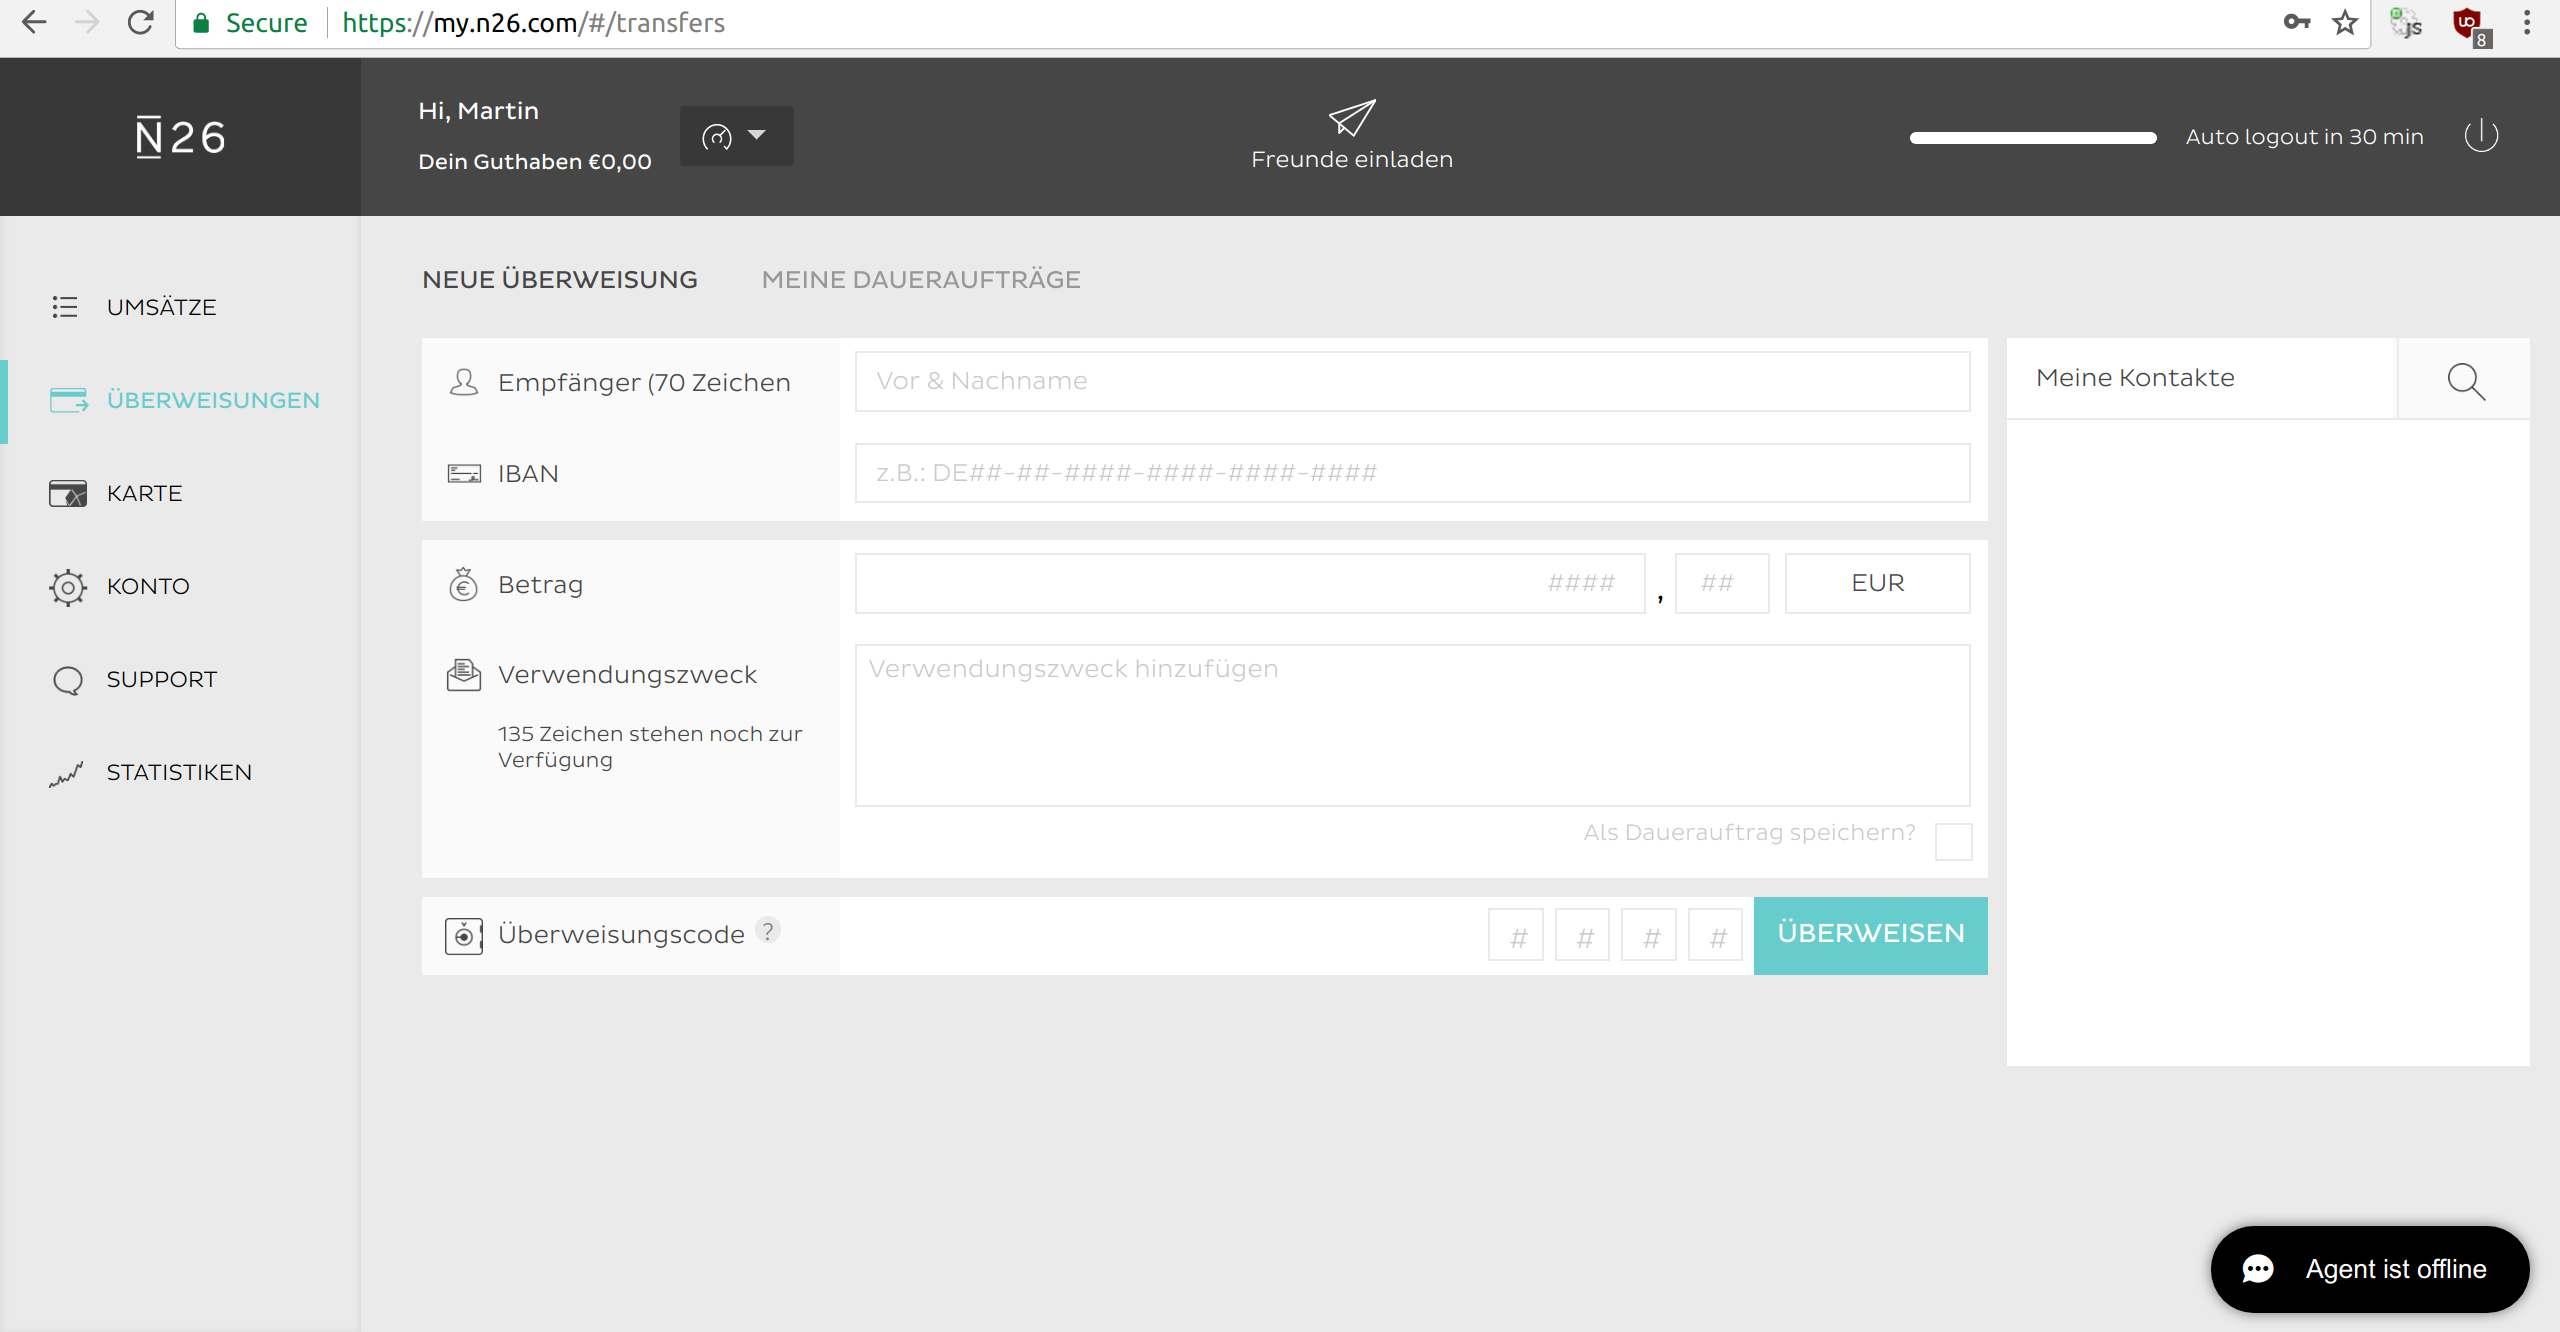 Secure https://my.n26.com/#/transfers
JS
uo 8
N26
Hi, Martin
Dein Guthaben €0,00
Freunde einladen
Auto logout in 30 min
UMSÄTZE
ÜBERWEISUNGEN
KARTE
KONTO
SUPPORT
STATISTIKEN
NEUE ÜBERWEISUNG MEINE DAUERAUFTRÄGE
Empfänger (70 Zeichen Vor & Nachname
IBAN z.B.: DE##-##-####-####-####-####
Betrag #### , ## EUR
Verwendungszweck Verwendungszweck hinzufügen
135 Zeichen stehen noch zur
Verfügung
Als Dauerauftrag speichern?
Überweisungscode ? # # # # ÜBERWEISEN
Meine Kontakte
Agent ist offline